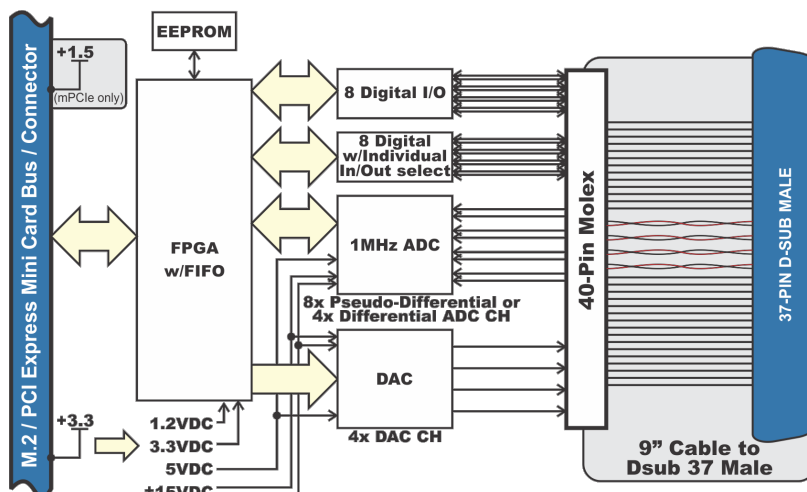 M.2 / PCI Express Mini Card Bus / Connector
+1.5
(mPCIe only)
EEPROM
FPGA
w/FIFO
8 Digital I/O
8 Digital
w/Individual
In/Out select
1MHz ADC
8x Pseudo-Differential or
4x Differential ADC CH
DAC
4x DAC CH
+3.3
1.2VDC
3.3VDC
5VDC
±15VDC
40-Pin Molex
37-PIN D-SUB MALE
9” Cable to
Dsub 37 Male